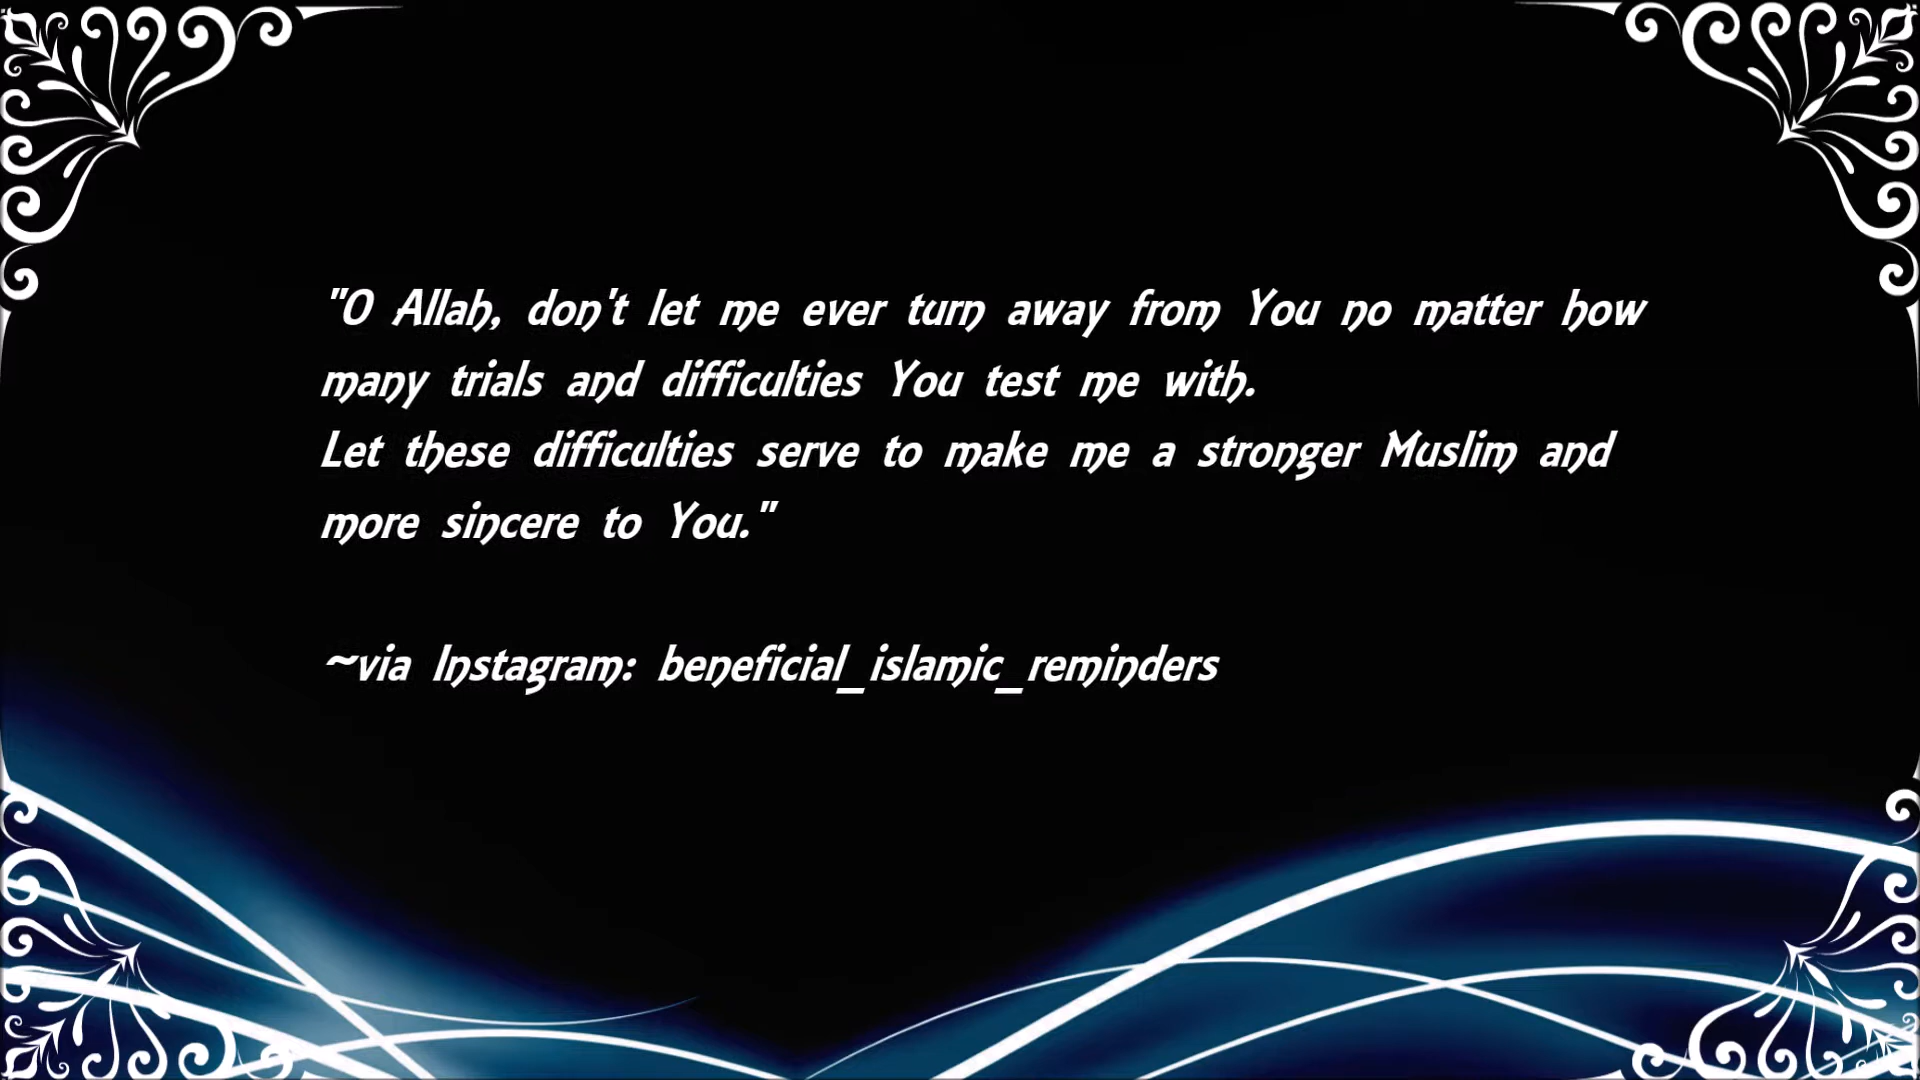 "O Allah, don't let me ever turn away from You no matter how
many trials and difficulties You test me with.
Let these difficulties serve to make me a stronger Muslim and
more sincere to You."
~via Instagram: beneficial_islamic_reminders